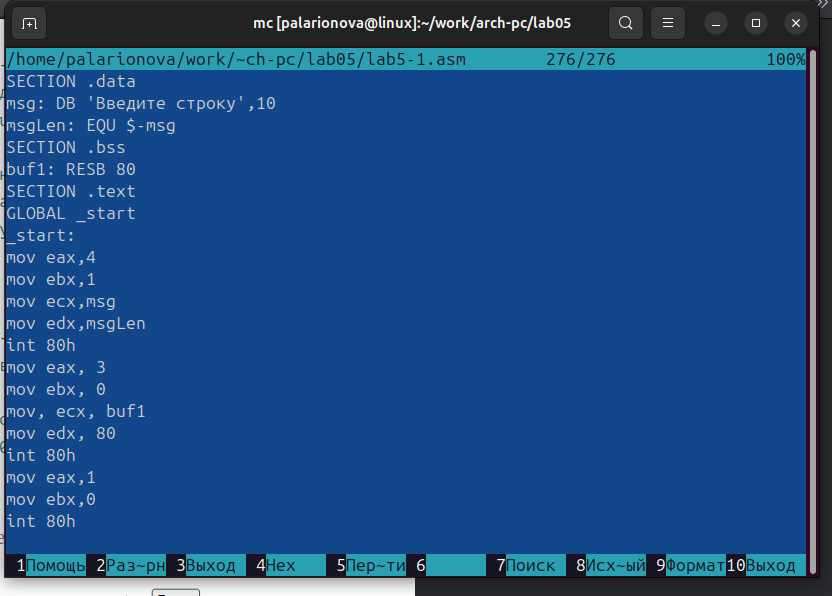 mc [palarionova@linux]:~/work/arch-pc/lab05
/home/palarionova/work/~ch-pc/lab05/lab5-1.asm 276/276 100%
SECTION .data
msg: DB 'Введите строку',10
msgLen: EQU $-msg
SECTION .bss
buf1: RESB 80
SECTION .text
GLOBAL _start
_start:
mov eax,4
mov ebx,1
mov ecx,msg
mov edx,msgLen
int 80h
mov eax, 3
mov ebx, 0
mov, ecx, buf1
mov edx, 80
int 80h
mov eax,1
mov ebx,0
int 80h
1Помощь 2Раз~рн 3Выход 4Hex 5Пер~ти 6 7Поиск 8Исх~ый 9Формат 10Выход